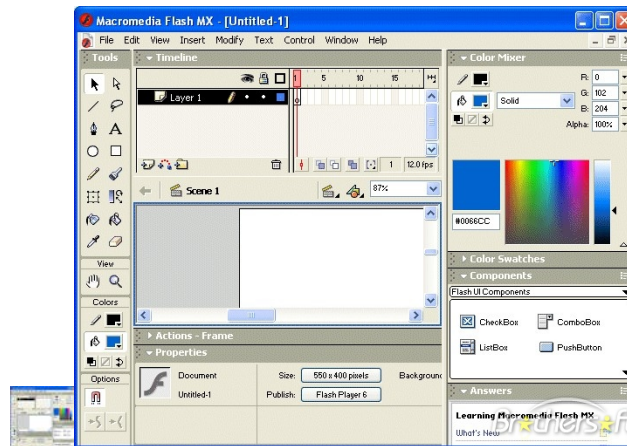 Macromedia Flash MX - [Untitled-1]
File Edit View Insert Modify Text Control Window Help
Tools
Timeline
Color Mixer
1 5 10 15
Layer 1
R: 0
G: 102
B: 204
Alpha: 100%
Solid
1 12.0 fps
Scene 1
87%
#0066CC
View
Colors
Options
Color Swatches
Components
Flash UI Components
CheckBox
ComboBox
ListBox
PushButton
Actions - Frame
Properties
Document
Untitled-1
Size: 550 x 400 pixels
Background
Publish: Flash Player 6
Answers
Learning Macromedia Flash MX
What's New